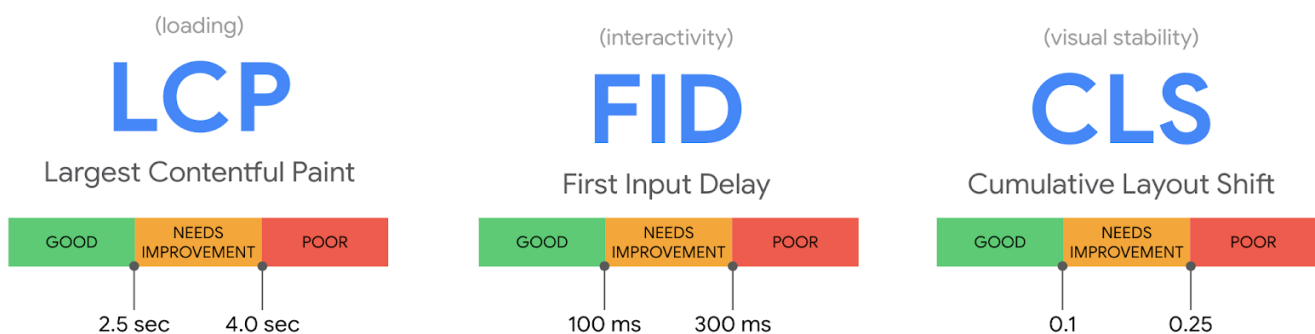 (loading)
LCP
Largest Contentful Paint
GOOD
NEEDS
IMPROVEMENT
POOR
2.5 sec
4.0 sec
(interactivity)
FID
First Input Delay
GOOD
NEEDS
IMPROVEMENT
POOR
100 ms
300 ms
(visual stability)
CLS
Cumulative Layout Shift
GOOD
NEEDS
IMPROVEMENT
POOR
0.1
0.25